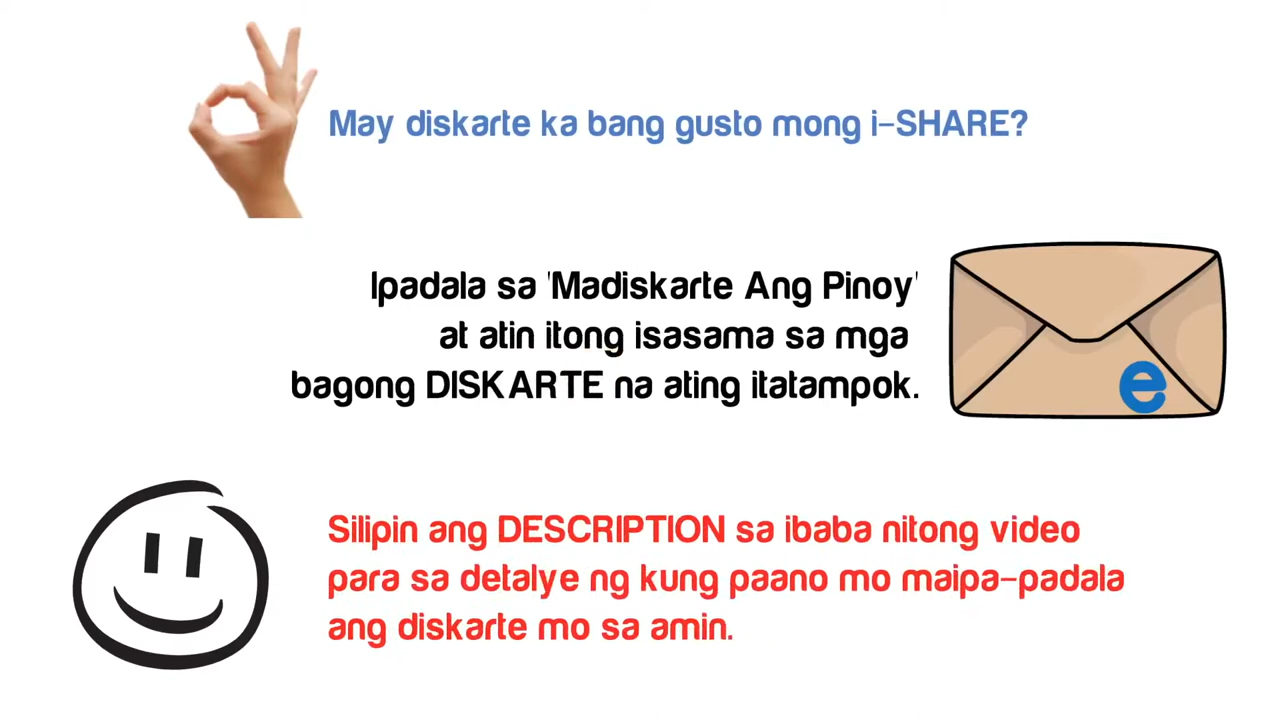 May diskarte ka bang gusto mong i-SHARE?
Ipadala sa 'Madiskarte Ang Pinoy'
at atin itong isasama sa mga
bagong DISKARTE na ating itatampok.
e
Silipin ang DESCRIPTION sa ibaba nitong video
para sa detalye ng kung paano mo maipa-padala
ang diskarte mo sa amin.